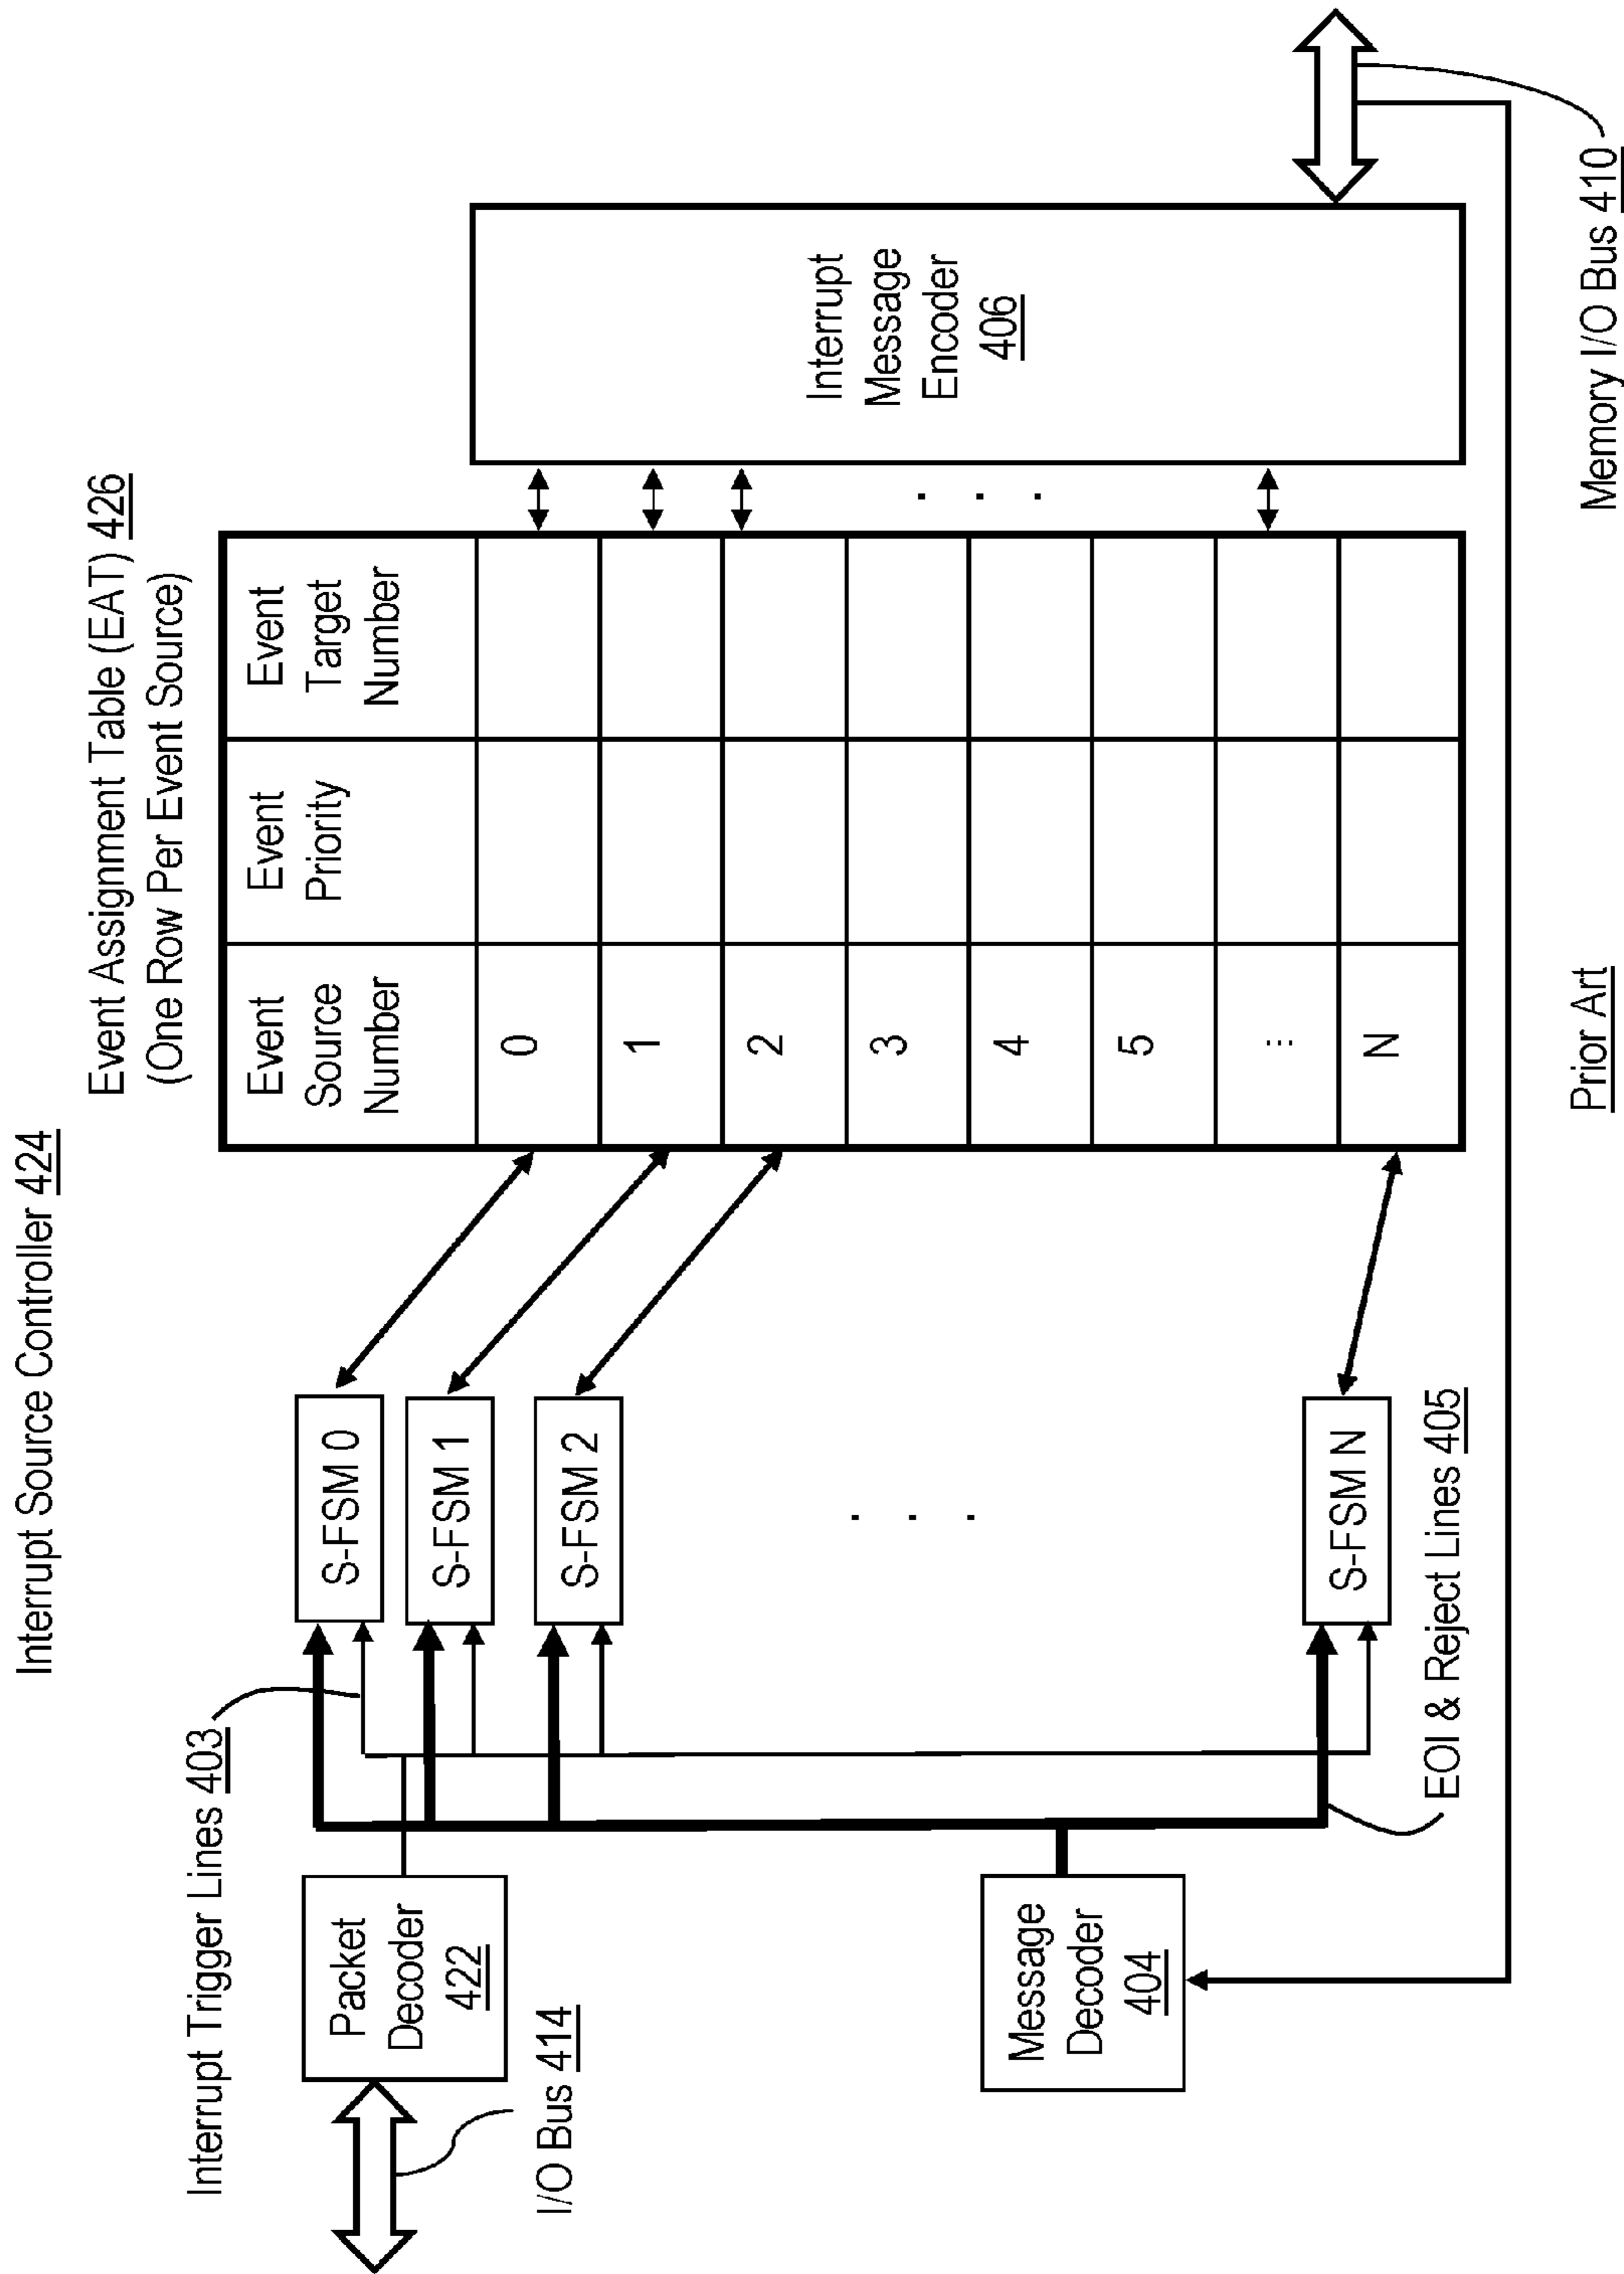 Interrupt Source Controller 424
Event Assignment Table (EAT) 426
(One Row Per Event Source)
Interrupt Trigger Lines 403
Packet
Decoder
422
I/O Bus 414
Message
Decoder
404
S-FSM 0
S-FSM 1
S-FSM 2
. . .
S-FSM N
EOI & Reject Lines 405
Event
Source
Number
Event
Priority
Event
Target
Number
0
1
2
3
4
5
...
N
. . .
Interrupt
Message
Encoder
406
Memory I/O Bus 410
Prior Art